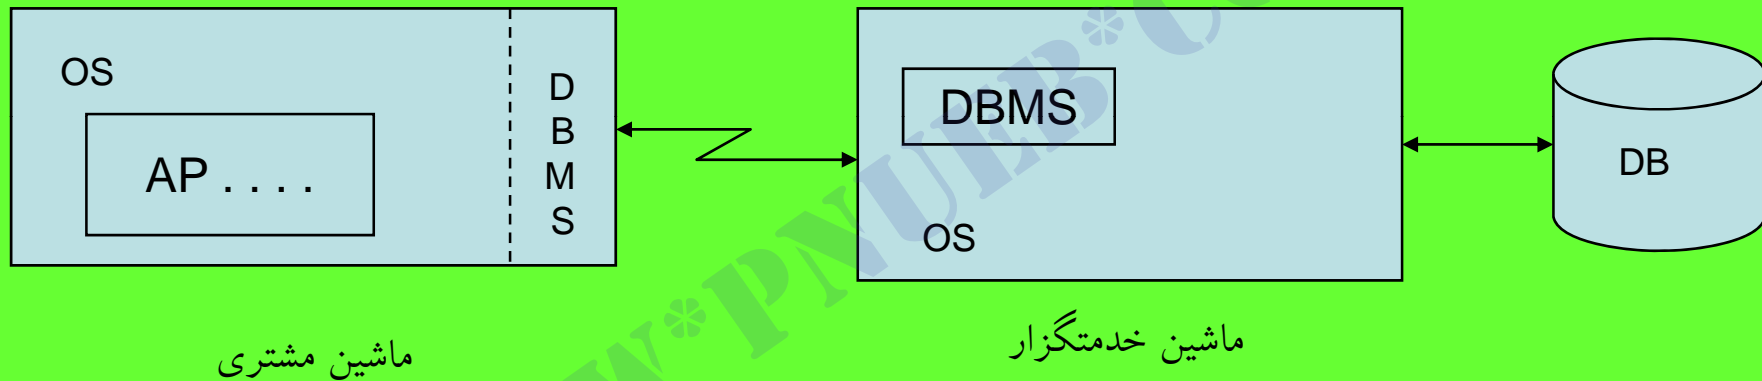 OS
AP . . . .
D
B
M
S
DBMS
OS
DB
ماشین مشتری
ماشین خدمتگزار